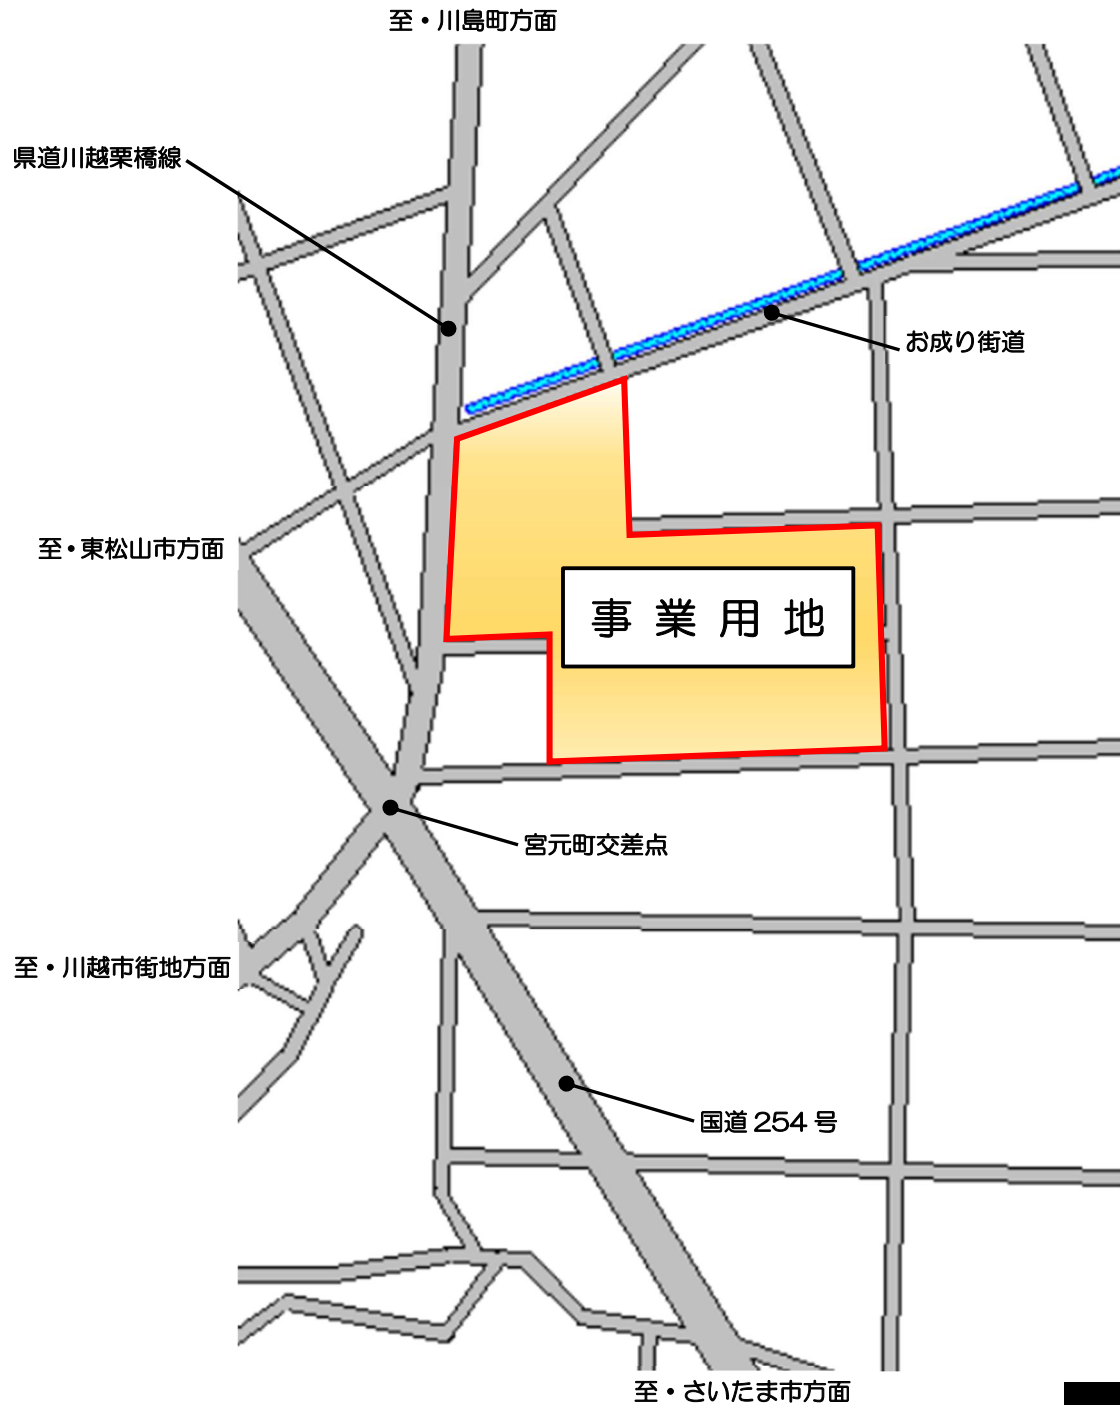 至・川島町方面
県道川越栗橋線
お成り街道
至・東松山市方面
事業用地
宮元町交差点
至・川越市街地方面
国道254号
至・さいたま市方面